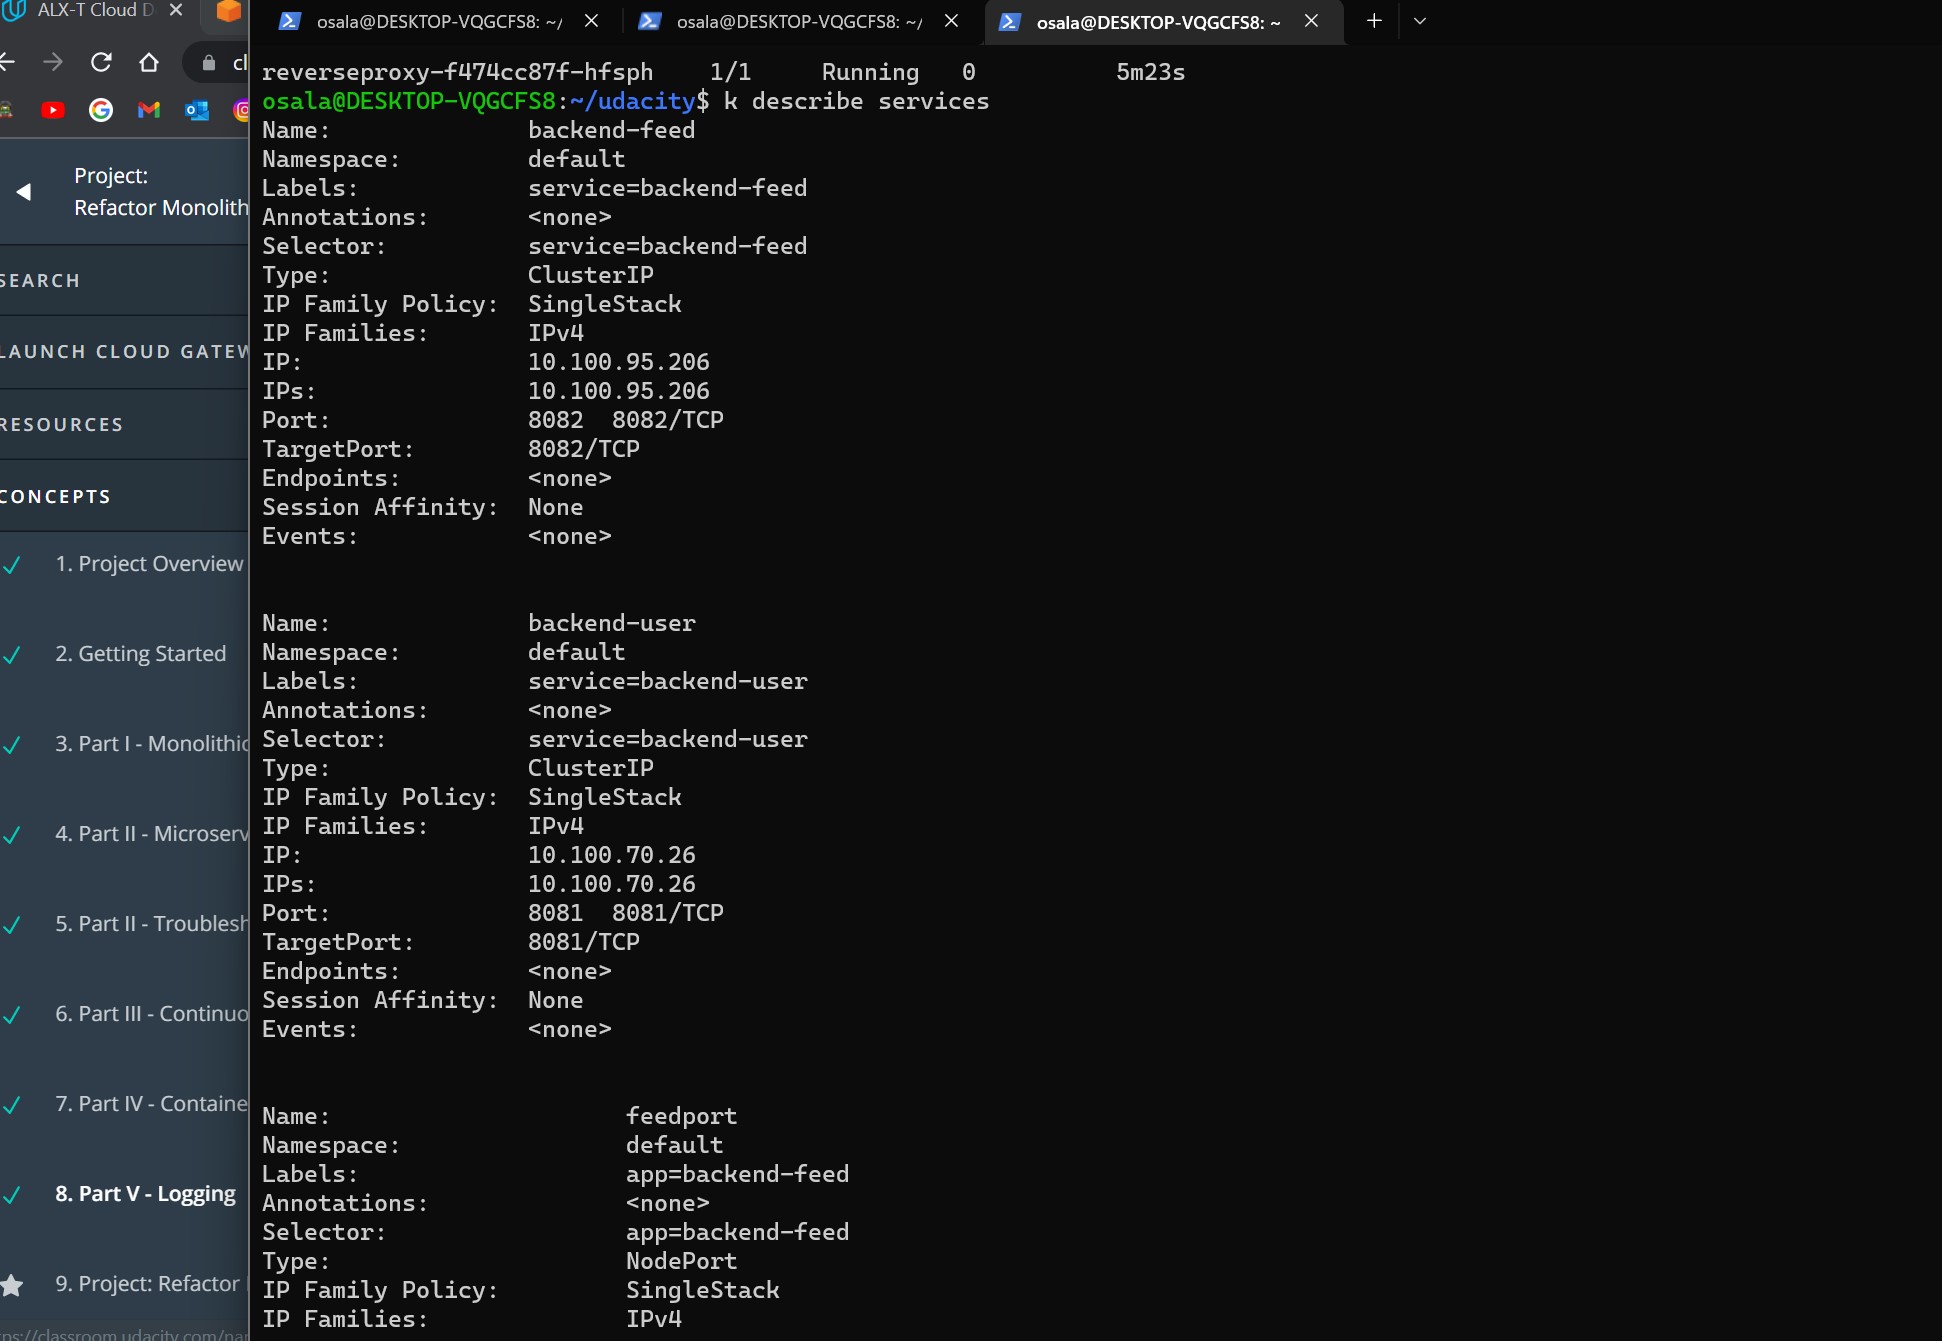 ALX-T Cloud D
osala@DESKTOP-VQGCFS8: ~/
osala@DESKTOP-VQGCFS8: ~/
osala@DESKTOP-VQGCFS8: ~
cl
Project:
Refactor Monolith
SEARCH
LAUNCH CLOUD GATEW
RESOURCES
CONCEPTS
1. Project Overview
2. Getting Started
3. Part I - Monolithic
4. Part II - Microserv
5. Part II - Troublesh
6. Part III - Continuo
7. Part IV - Containe
8. Part V - Logging
9. Project: Refactor
ps://classroom.udacity.com/nan
reverseproxy-f474cc87f-hfsph 1/1 Running 0 5m23s
osala@DESKTOP-VQGCFS8:~/udacity$ k describe services
Name: backend-feed
Namespace: default
Labels: service=backend-feed
Annotations: <none>
Selector: service=backend-feed
Type: ClusterIP
IP Family Policy: SingleStack
IP Families: IPv4
IP: 10.100.95.206
IPs: 10.100.95.206
Port: 8082 8082/TCP
TargetPort: 8082/TCP
Endpoints: <none>
Session Affinity: None
Events: <none>
Name: backend-user
Namespace: default
Labels: service=backend-user
Annotations: <none>
Selector: service=backend-user
Type: ClusterIP
IP Family Policy: SingleStack
IP Families: IPv4
IP: 10.100.70.26
IPs: 10.100.70.26
Port: 8081 8081/TCP
TargetPort: 8081/TCP
Endpoints: <none>
Session Affinity: None
Events: <none>
Name: feedport
Namespace: default
Labels: app=backend-feed
Annotations: <none>
Selector: app=backend-feed
Type: NodePort
IP Family Policy: SingleStack
IP Families: IPv4